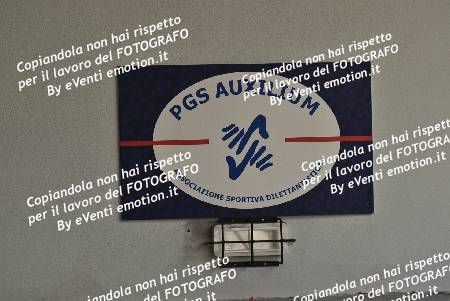 Copiandola non hai rispetto
per il lavoro del FOTOGRAFO
By eVenti emotion.it
Copiandola non hai rispetto
per il lavoro del FOTOGRAFO
By eVenti emotion.it
PGS AUXILIUM
ASSOCIAZIONE SPORTIVA DILETTANTISTICA
Copiandola non hai rispetto
per il lavoro del FOTOGRAFO
By eVenti emotion.it
Copiandola non hai rispetto
per il lavoro del FOTOGRAFO
By eVenti emotion.it
Copiandola non hai rispetto
per il lavoro del FOTOGRAFO
Copiandola non hai rispetto
per il lavoro del FOTOGRAFO